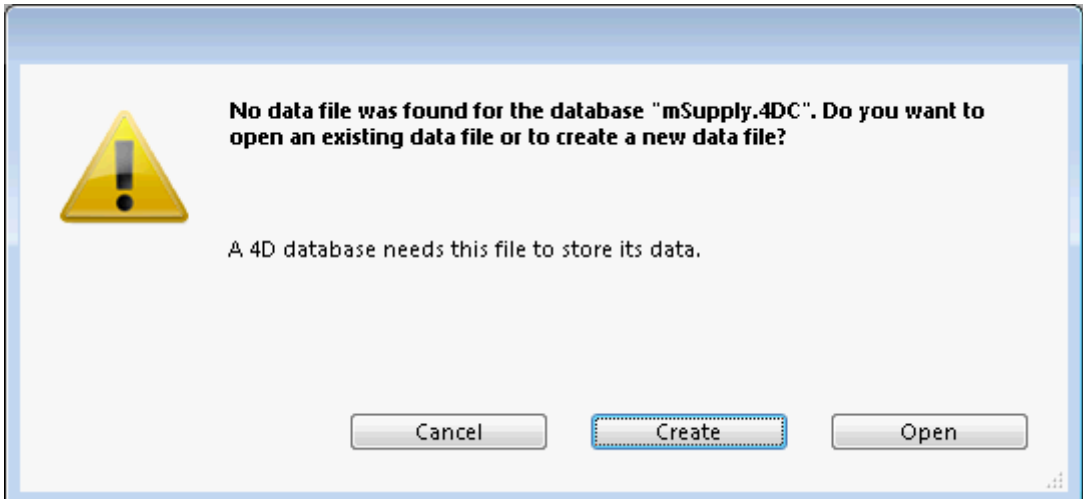 No data file was found for the database "mSupply.4DC". Do you want to
open an existing data file or to create a new data file?
A 4D database needs this file to store its data.
Cancel Create Open